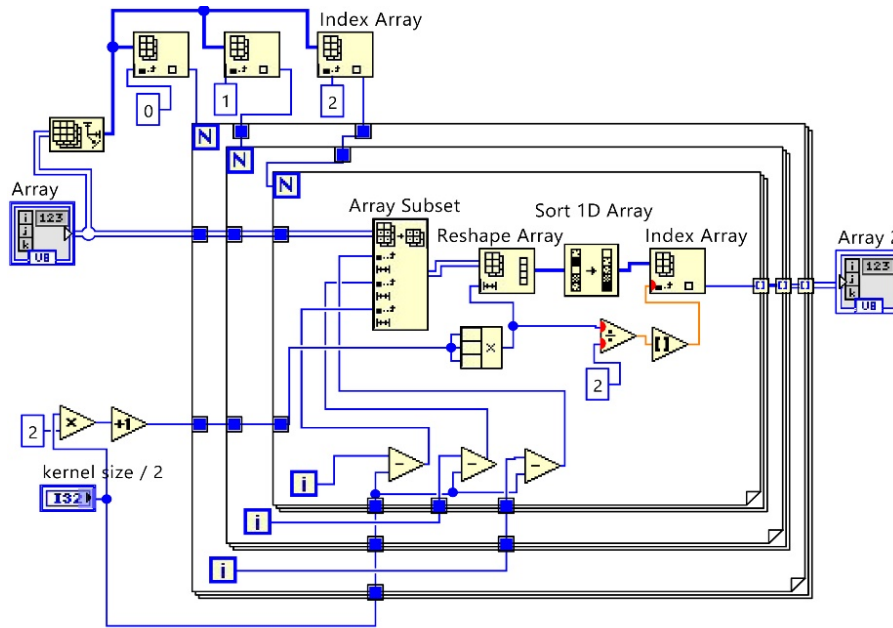 Index Array
0
1
2
N
N
N
Array
i
j
k
123
U8
Array Subset
Sort 1D Array
Reshape Array
Index Array
Array 2
i
j
k
123
U8
x
÷
[ ]
2
2
x
+1
kernel size / 2
I32
-
-
-
i
i
i